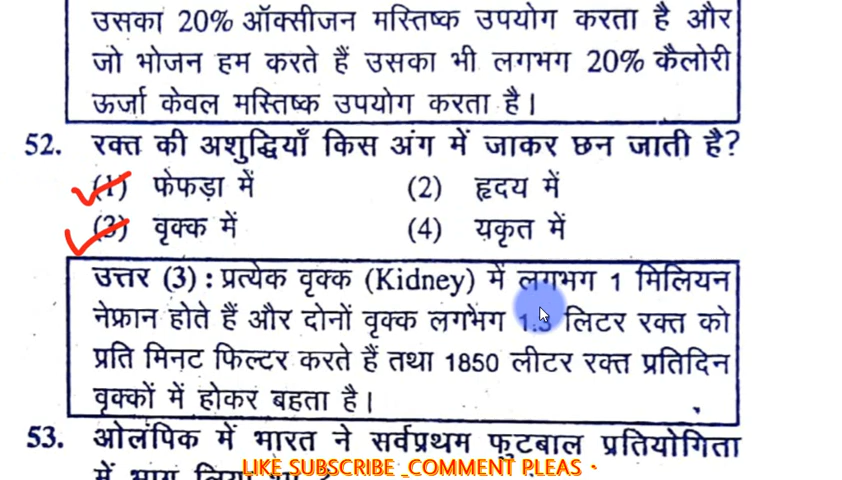 उसका 20% ऑक्सीजन मस्तिष्क उपयोग करता है और
जो भोजन हम करते हैं उसका भी लगभग 20% कैलोरी
ऊर्जा केवल मस्तिष्क उपयोग करता है।
52. रक्त की अशुद्धियाँ किस अंग में जाकर छन जाती है?
(1) फेफड़ा में (2) हृदय में
(3) वृक्क में (4) यकृत में
उत्तर (3) : प्रत्येक वृक्क (Kidney) में लगभग 1 मिलियन
नेफ्रान होते हैं और दोनों वृक्क लगभग 1.3 लिटर रक्त को
प्रति मिनट फिल्टर करते हैं तथा 1850 लीटर रक्त प्रतिदिन
वृक्कों में होकर बहता है।
53. ओलंपिक में भारत ने सर्वप्रथम फुटबाल प्रतियोगिता
में भाग लिया था ?
LIKE SUBSCRIBE _COMMENT PLEAS